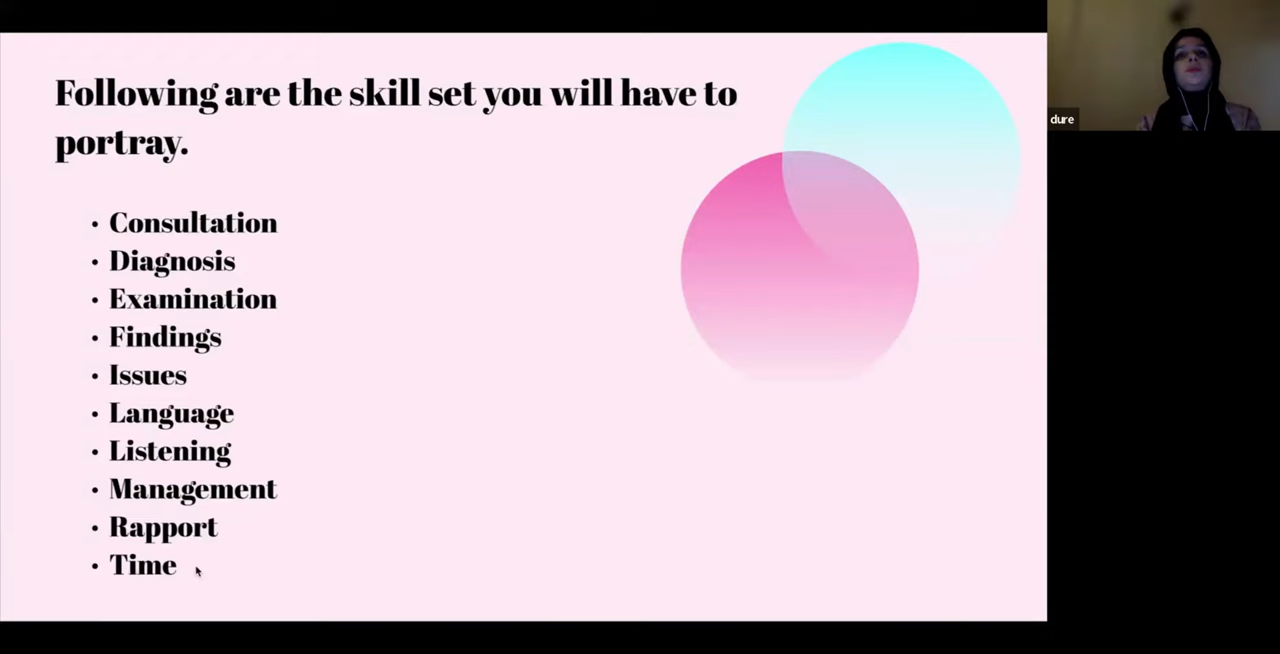 Following are the skill set you will have to
portray.
• Consultation
• Diagnosis
• Examination
• Findings
• Issues
• Language
• Listening
• Management
• Rapport
• Time
dure